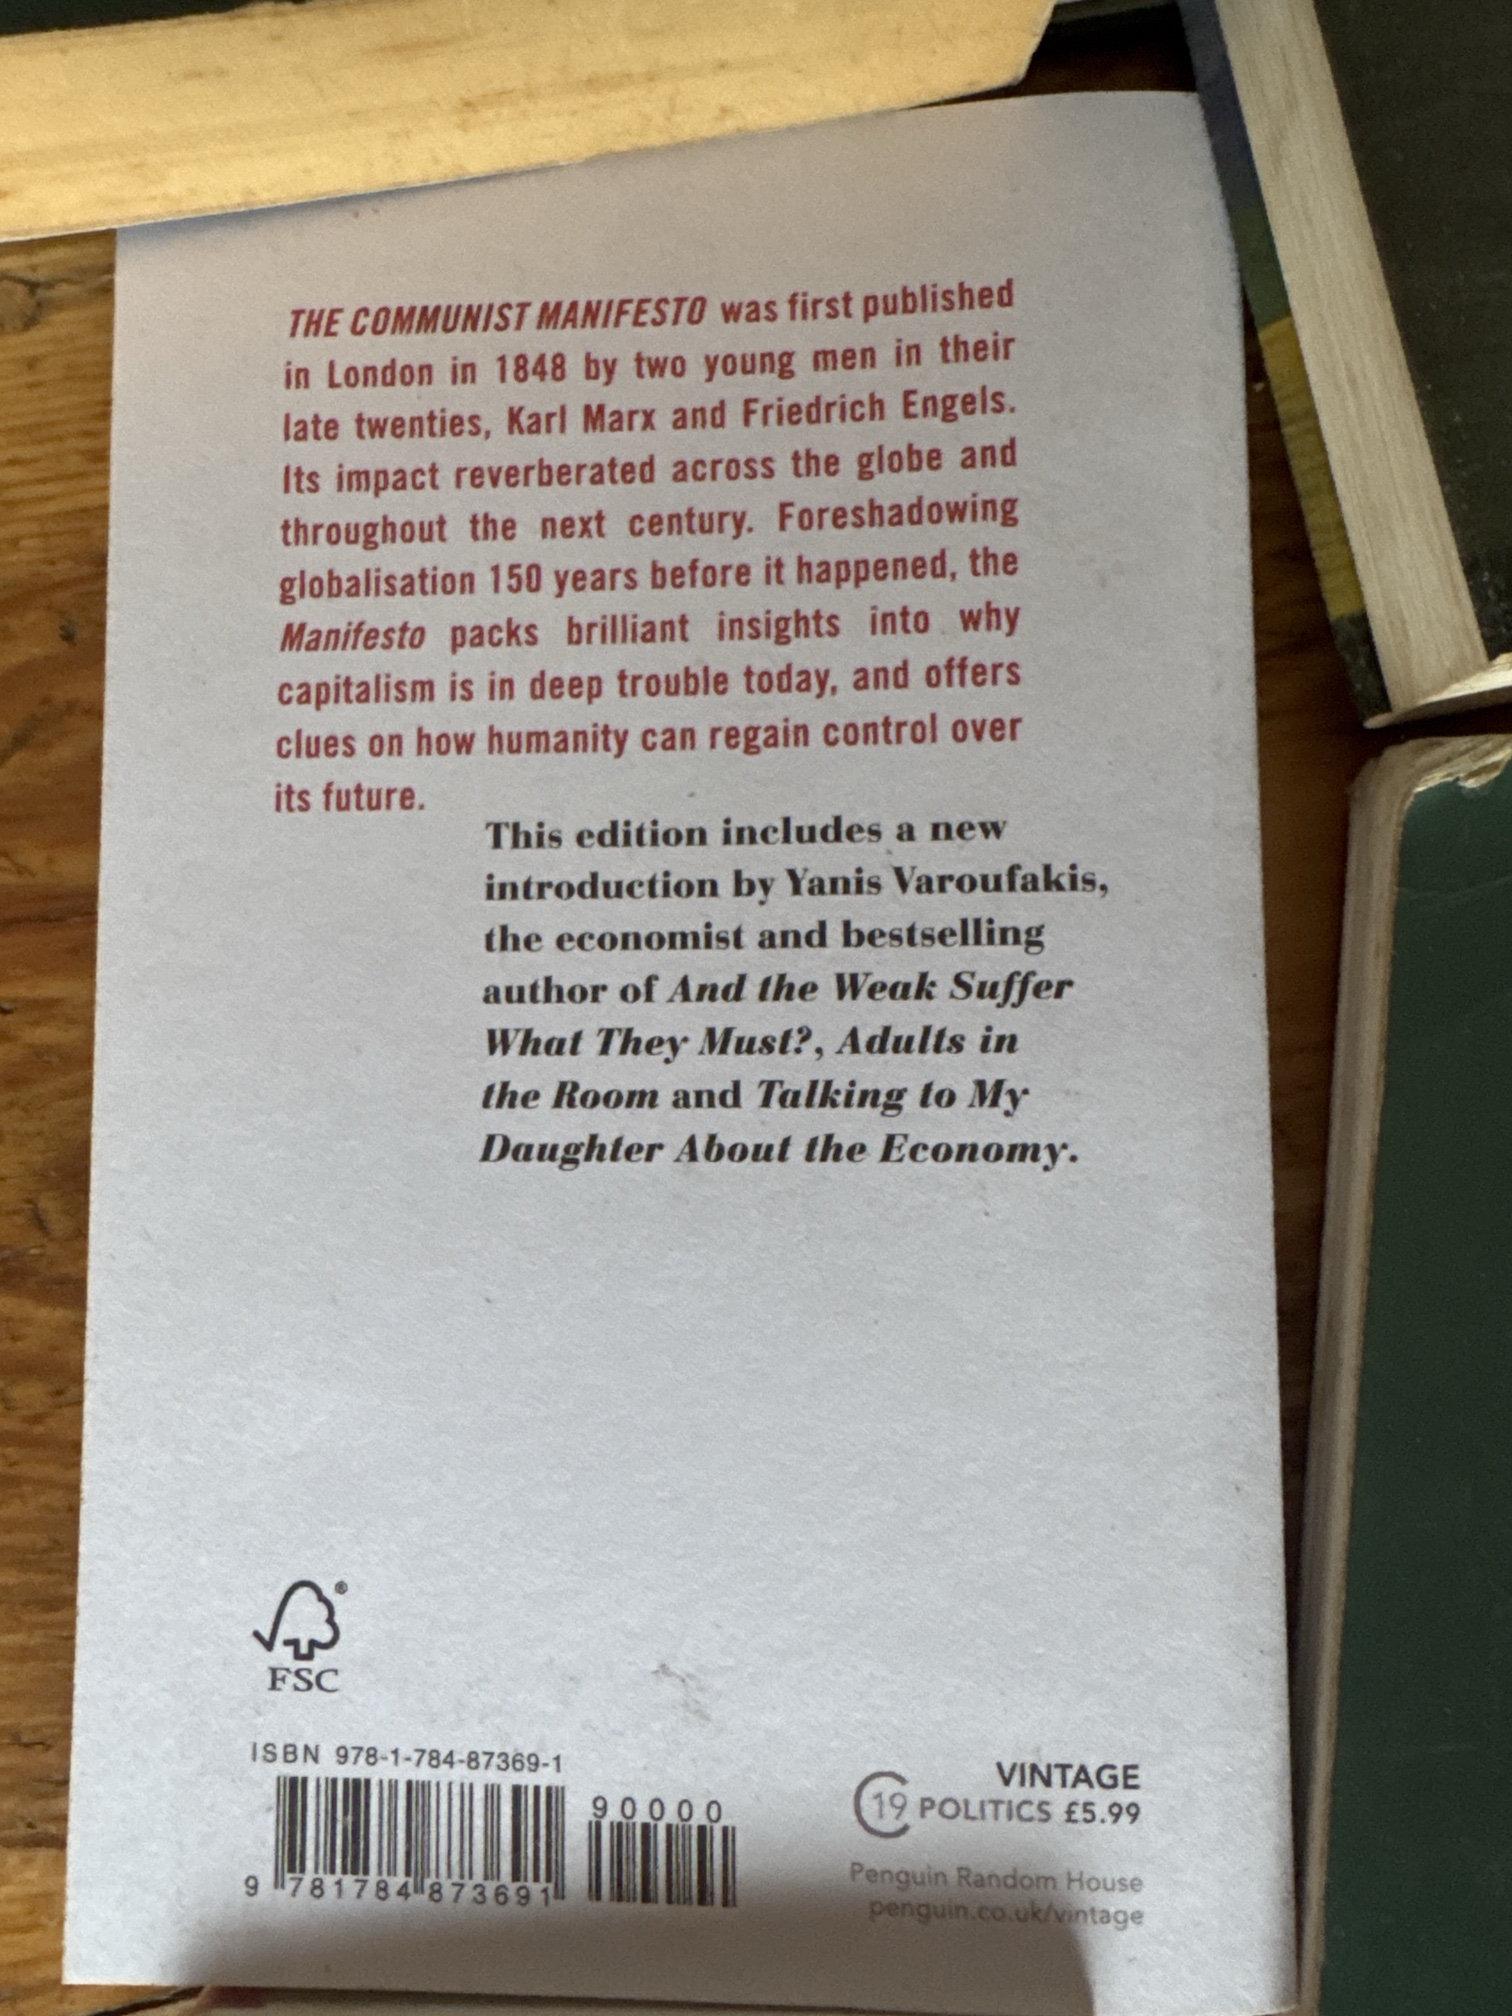 THE COMMUNIST MANIFESTO was first published
in London in 1848 by two young men in their
late twenties, Karl Marx and Friedrich Engels.
Its impact reverberated across the globe and
throughout the next century. Foreshadowing
globalisation 150 years before it happened, the
Manifesto packs brilliant insights into why
capitalism is in deep trouble today, and offers
clues on how humanity can regain control over
its future.
This edition includes a new
introduction by Yanis Varoufakis,
the economist and bestselling
author of And the Weak Suffer
What They Must?, Adults in
the Room and Talking to My
Daughter About the Economy.
®
FSC
ISBN 978-1-784-87369-1
90000
9 781784 873691
VINTAGE
C19 POLITICS £5.99
Penguin Random House
penguin.co.uk/vintage